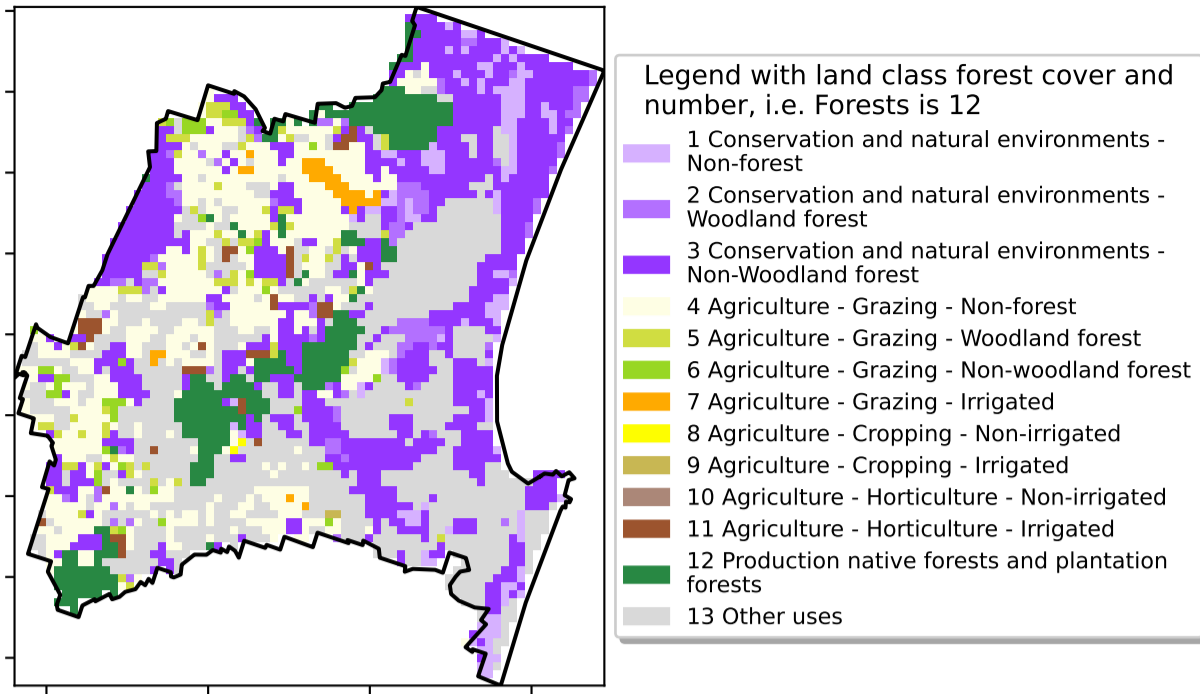 Legend with land class forest cover and
number, i.e. Forests is 12
1 Conservation and natural environments -
Non-forest
2 Conservation and natural environments -
Woodland forest
3 Conservation and natural environments -
Non-Woodland forest
4 Agriculture - Grazing - Non-forest
5 Agriculture - Grazing - Woodland forest
6 Agriculture - Grazing - Non-woodland forest
7 Agriculture - Grazing - Irrigated
8 Agriculture - Cropping - Non-irrigated
9 Agriculture - Cropping - Irrigated
10 Agriculture - Horticulture - Non-irrigated
11 Agriculture - Horticulture - Irrigated
12 Production native forests and plantation
forests
13 Other uses